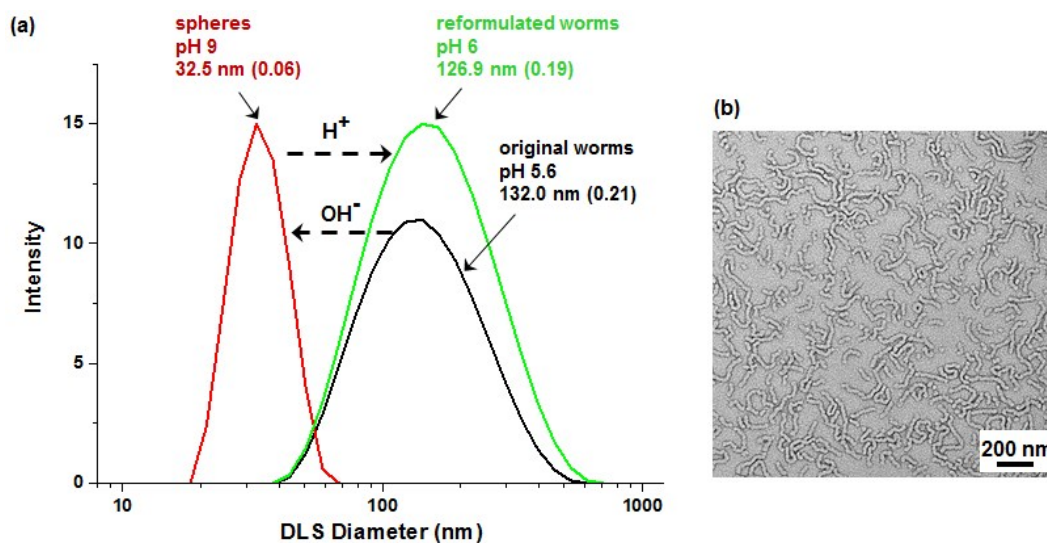 (a)
spheres
pH 9
32.5 nm (0.06)
reformulated worms
pH 6
126.9 nm (0.19)
H+
original worms
pH 5.6
132.0 nm (0.21)
OH-
Intensity
15
10
5
0
10
100
1000
DLS Diameter (nm)
(b)
200 nm